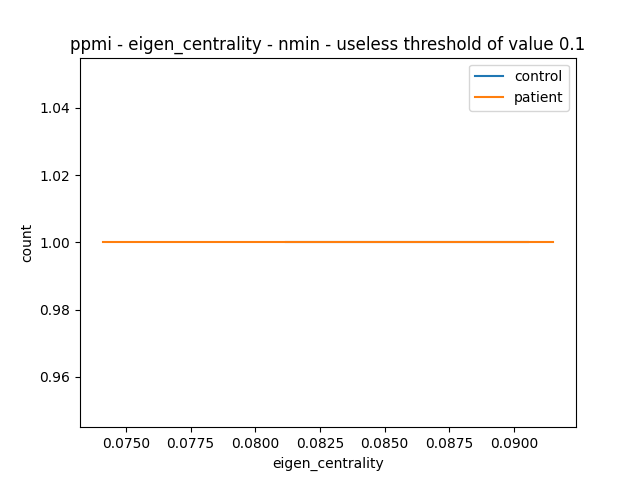 ppmi - eigen_centrality - nmin - useless threshold of value 0.1
control
patient
1.04
1.02
1.00
0.98
0.96
count
0.0750 0.0775 0.0800 0.0825 0.0850 0.0875 0.0900
eigen_centrality